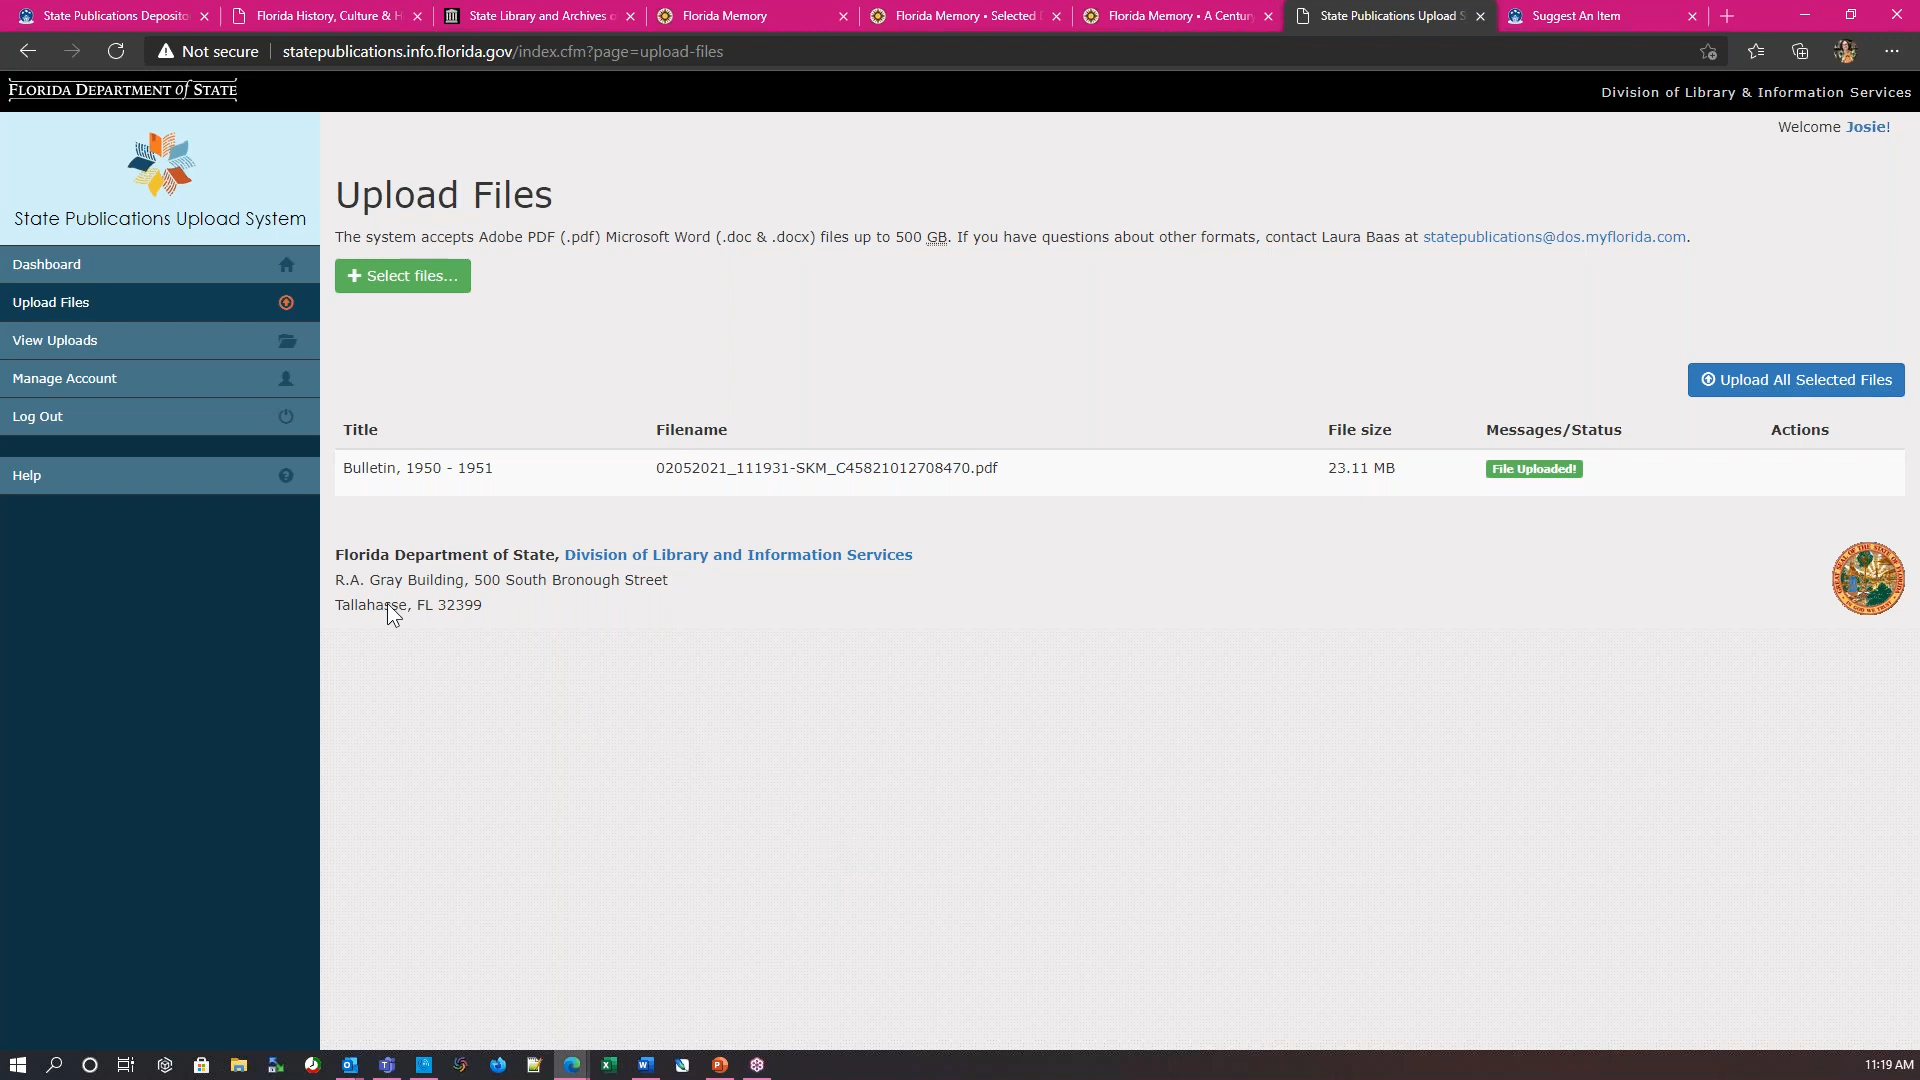 State Publications Deposito
Florida History, Culture & H
State Library and Archives o
Florida Memory
Florida Memory • Selected D
Florida Memory • A Century
State Publications Upload S
Suggest An Item
Not secure
statepublications.info.florida.gov/index.cfm?page=upload-files
FLORIDA DEPARTMENT of STATE
Division of Library & Information Services
State Publications Upload System
Dashboard
Upload Files
View Uploads
Manage Account
Log Out
Help
Welcome Josie!
Upload Files
The system accepts Adobe PDF (.pdf) Microsoft Word (.doc & .docx) files up to 500 GB. If you have questions about other formats, contact Laura Baas at statepublications@dos.myflorida.com.
Select files...
Upload All Selected Files
Title Filename File size Messages/Status Actions
Bulletin, 1950 - 1951 02052021_111931-SKM_C45821012708470.pdf 23.11 MB File Uploaded!
Florida Department of State, Division of Library and Information Services
R.A. Gray Building, 500 South Bronough Street
Tallahasse, FL 32399
11:19 AM